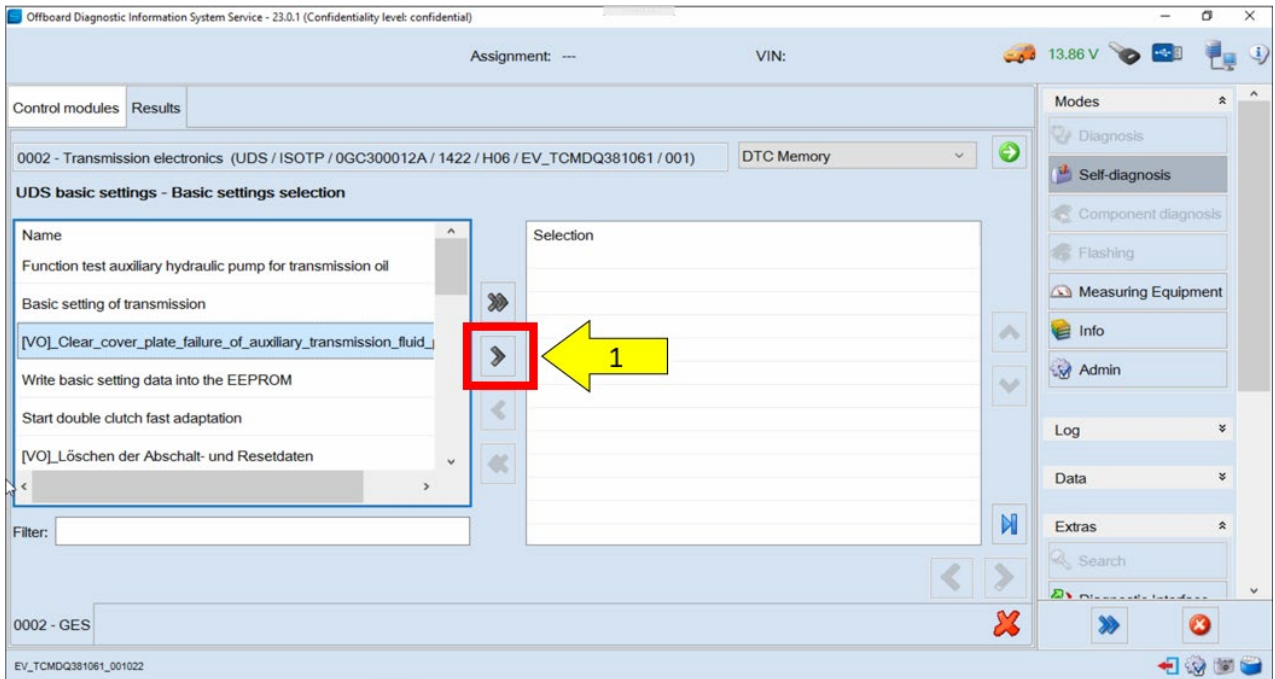 Offboard Diagnostic Information System Service - 23.0.1 (Confidentiality level: confidential)
Assignment: ---
VIN:
13.86 V
Control modules
Results
0002 - Transmission electronics (UDS / ISOTP / 0GC300012A / 1422 / H06 / EV_TCMDQ381061 / 001)
DTC Memory
UDS basic settings - Basic settings selection
Name
Function test auxiliary hydraulic pump for transmission oil
Basic setting of transmission
[VO]_Clear_cover_plate_failure_of_auxiliary_transmission_fluid_
Write basic setting data into the EEPROM
Start double clutch fast adaptation
[VO]_Löschen der Abschalt- und Resetdaten
Selection
1
Filter:
0002 - GES
EV_TCMDQ381061_001022
Modes
Diagnosis
Self-diagnosis
Component diagnosis
Flashing
Measuring Equipment
Info
Admin
Log
Data
Extras
Search
Diagnostic Interface